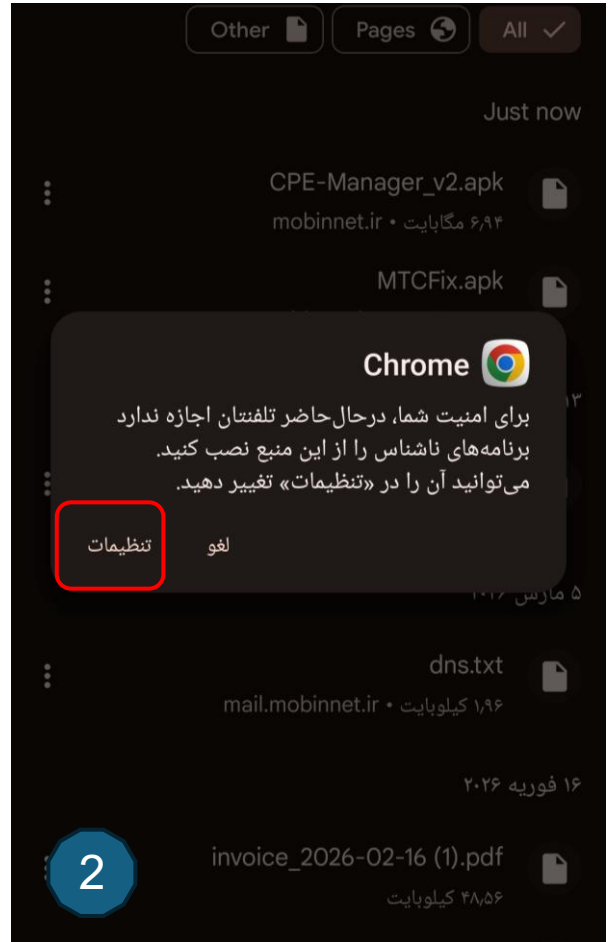 All
Pages
Other
Just now
CPE-Manager_v2.apk
۶٫۹۴ مگابایت • mobinnet.ir
MTCFix.apk
Chrome
برای امنیت شما، درحال‌حاضر تلفنتان اجازه ندارد
برنامه‌های ناشناس را از این منبع نصب کنید.
می‌توانید آن را در «تنظیمات» تغییر دهید.
لغو
تنظیمات
۵ مارس
dns.txt
۱٫۹۶ کیلوبایت • mail.mobinnet.ir
۱۶ فوریه ۲۰۲۶
invoice_2026-02-16 (1).pdf
۴۸٫۵۶ کیلوبایت
2